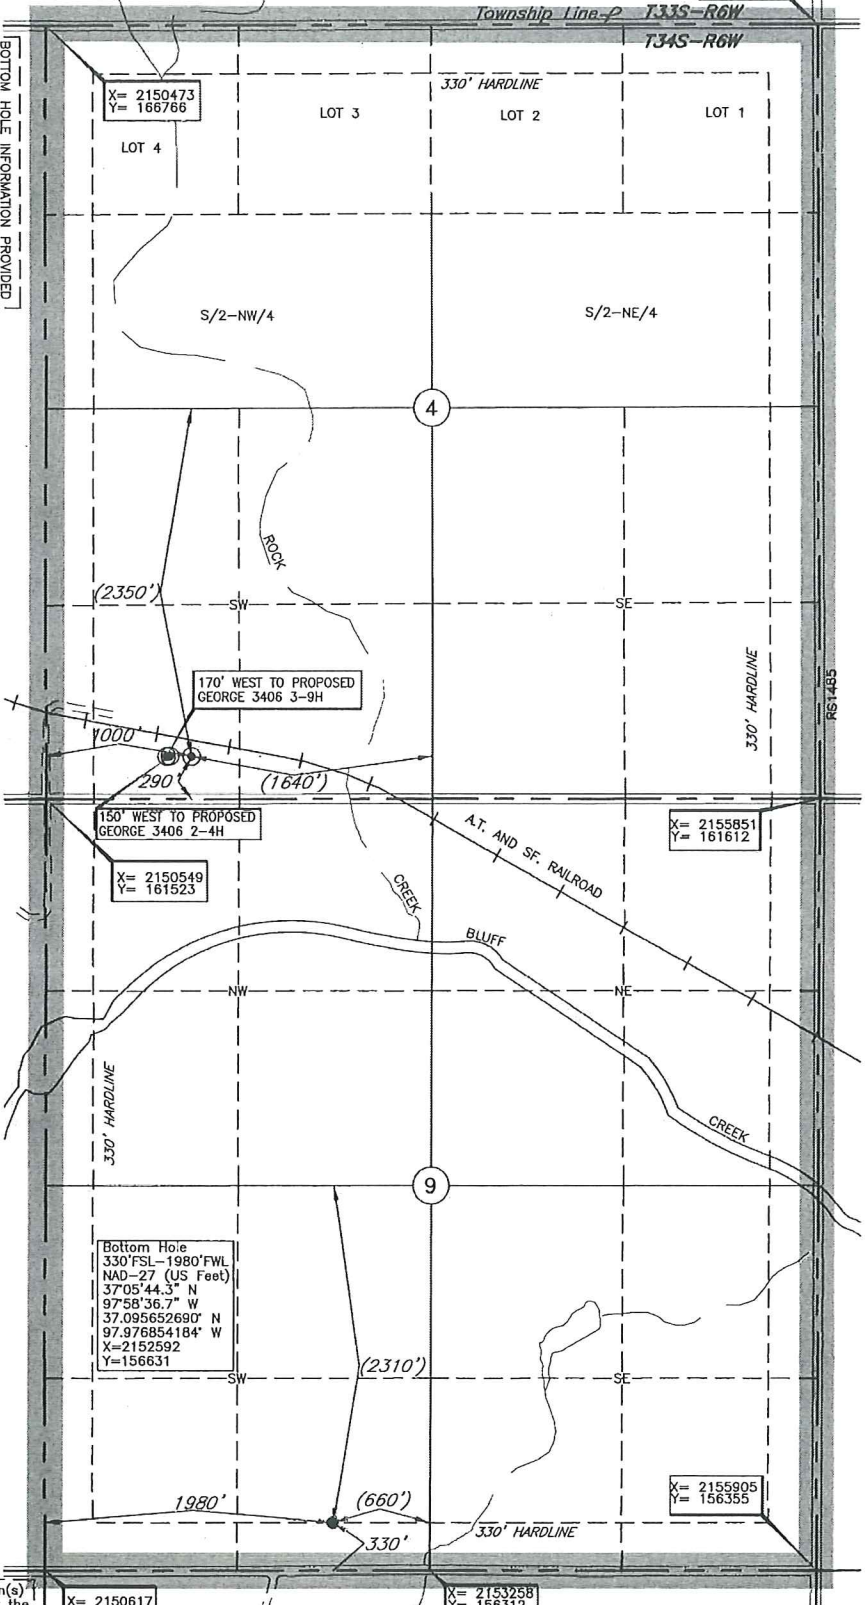 Township Line T33S-R6W
T34S-R6W
BOTTOM HOLE INFORMATION PROVIDED
X= 2150473
Y= 166766
330' HARDLINE
LOT 4
LOT 3
LOT 2
LOT 1
S/2-NW/4
S/2-NE/4
4
ROCK
(2350')
SW
SE
170' WEST TO PROPOSED
GEORGE 3406 3-9H
330' HARDLINE
RS1485
1000'
290'
(1640')
150' WEST TO PROPOSED
GEORGE 3406 2-4H
X= 2155851
Y= 161612
A.T. AND SF. RAILROAD
X= 2150549
Y= 161523
CREEK
BLUFF
NW
NE
330' HARDLINE
CREEK
9
Bottom Hole
330'FSL-1980'FWL
NAD-27 (US Feet)
37°05'44.3" N
97°58'36.7" W
37.095652690° N
97.976854184° W
X=2152592
Y=156631
(2310')
SW
SE
1980'
(660')
X= 2155905
Y= 156355
330' HARDLINE
330'
n(s)
the
X= 2150617
X= 2153258
Y= 156312